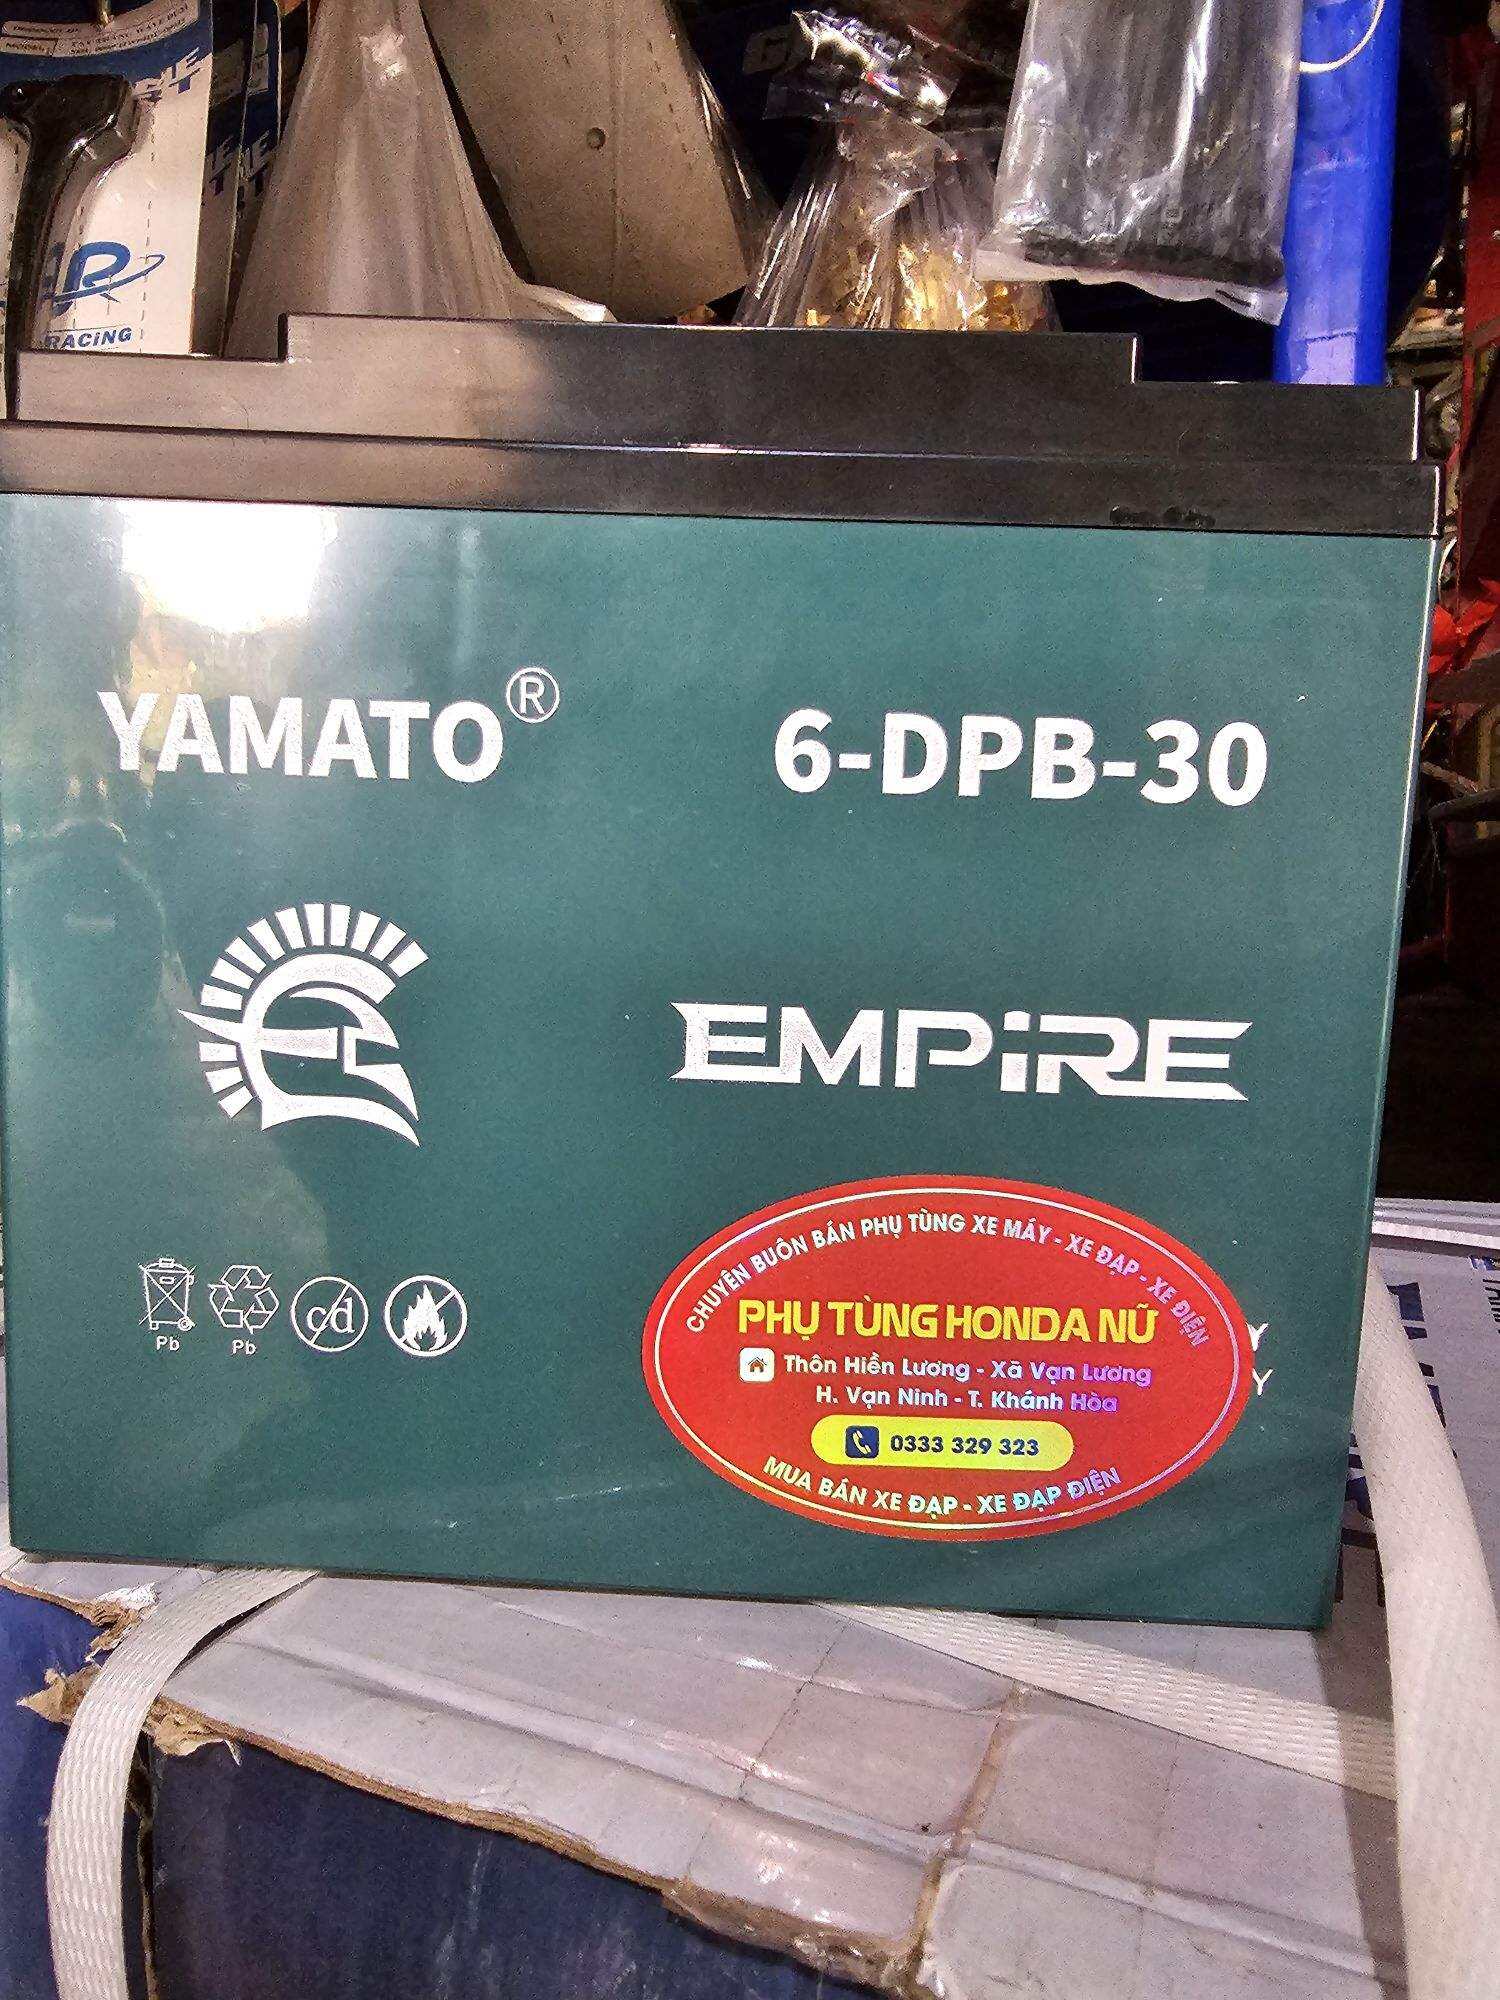 RACING
YAMATO®
6-DPB-30
EMPiRE
Pb
Pb
cd
CHUYÊN BUÔN BÁN PHỤ TÙNG XE MÁY - XE ĐẠP - XE ĐIỆN
PHỤ TÙNG HONDA NỮ
Thôn Hiền Lương - Xã Vạn Lương
H. Vạn Ninh - T. Khánh Hòa
0333 329 323
MUA BÁN XE ĐẠP - XE ĐẠP ĐIỆN
Y
Y